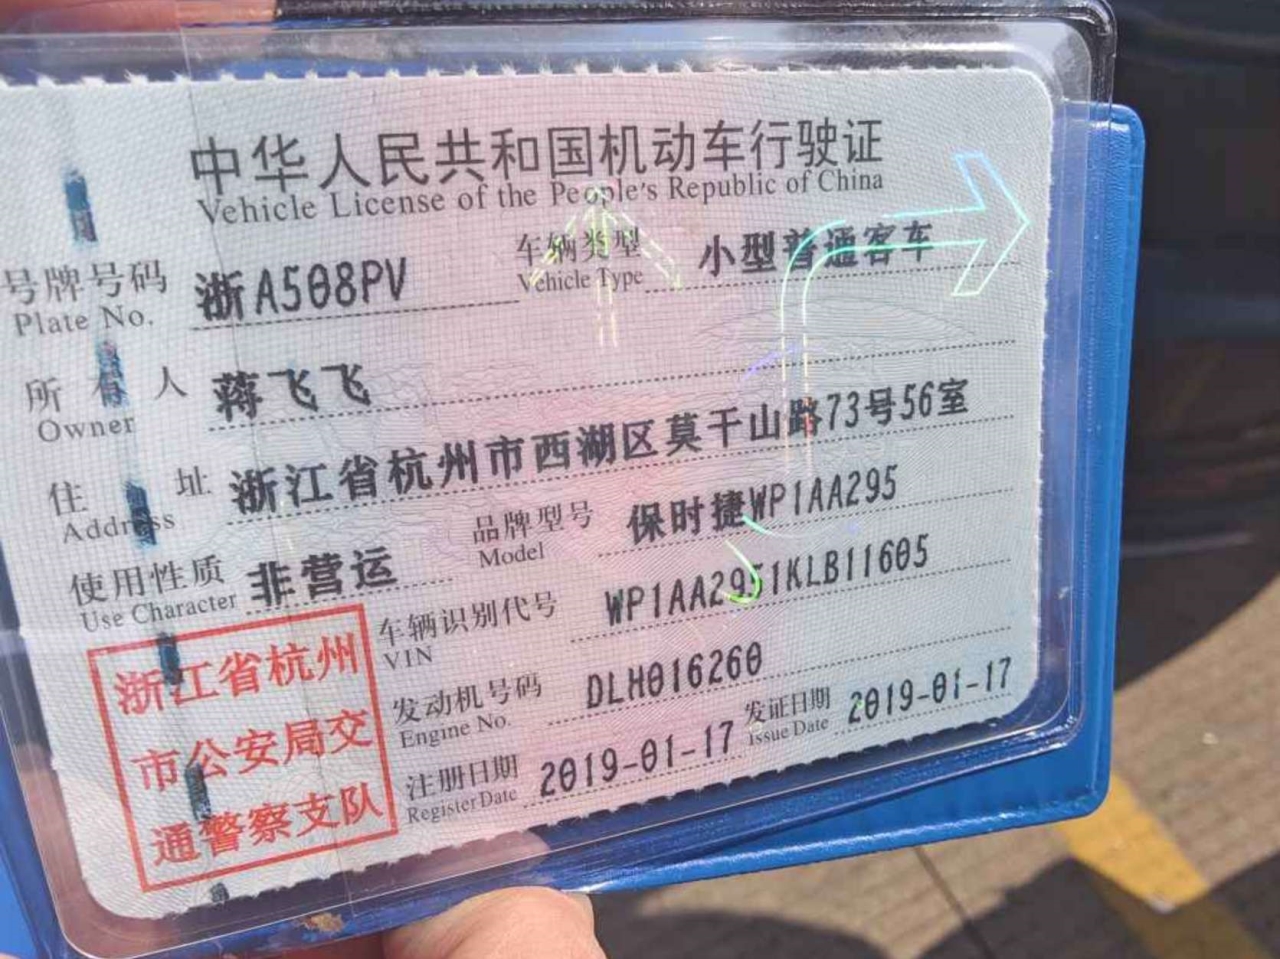 中华人民共和国机动车行驶证
Vehicle License of the People's Republic of China
号牌号码 浙A508PV 车辆类型 小型普通客车
Plate No. Vehicle Type
所有人 蒋飞飞
Owner
住址 浙江省杭州市西湖区莫干山路73号56室
Address
使用性质 非营运 品牌型号 保时捷WP1AA295
Use Character Model
车辆识别代号 WP1AA2951KLB11605
VIN
发动机号码 DLH016260
Engine No.
注册日期 2019-01-17 发证日期 2019-01-17
Register Date Issue Date
浙江省杭州
市公安局交
通警察支队